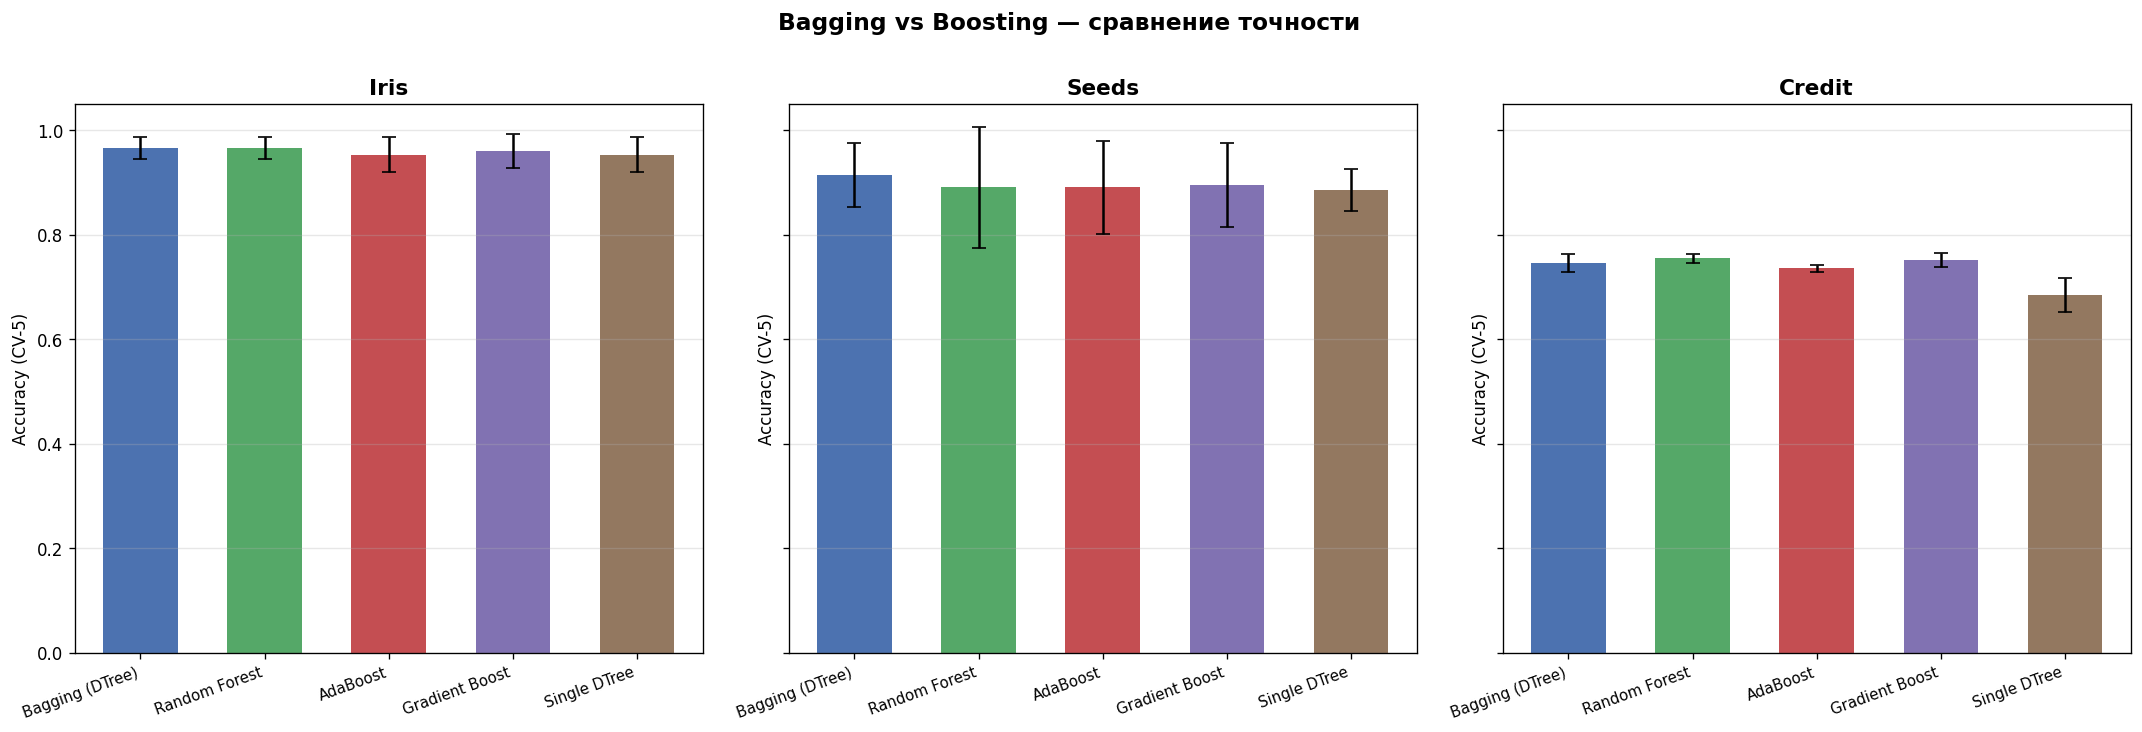 Bagging vs Boosting — сравнение точности
Iris
Accuracy (CV-5)
1.0
0.8
0.6
0.4
0.2
0.0
Bagging (DTree)
Random Forest
AdaBoost
Gradient Boost
Single DTree
Seeds
Accuracy (CV-5)
Bagging (DTree)
Random Forest
AdaBoost
Gradient Boost
Single DTree
Credit
Accuracy (CV-5)
Bagging (DTree)
Random Forest
AdaBoost
Gradient Boost
Single DTree